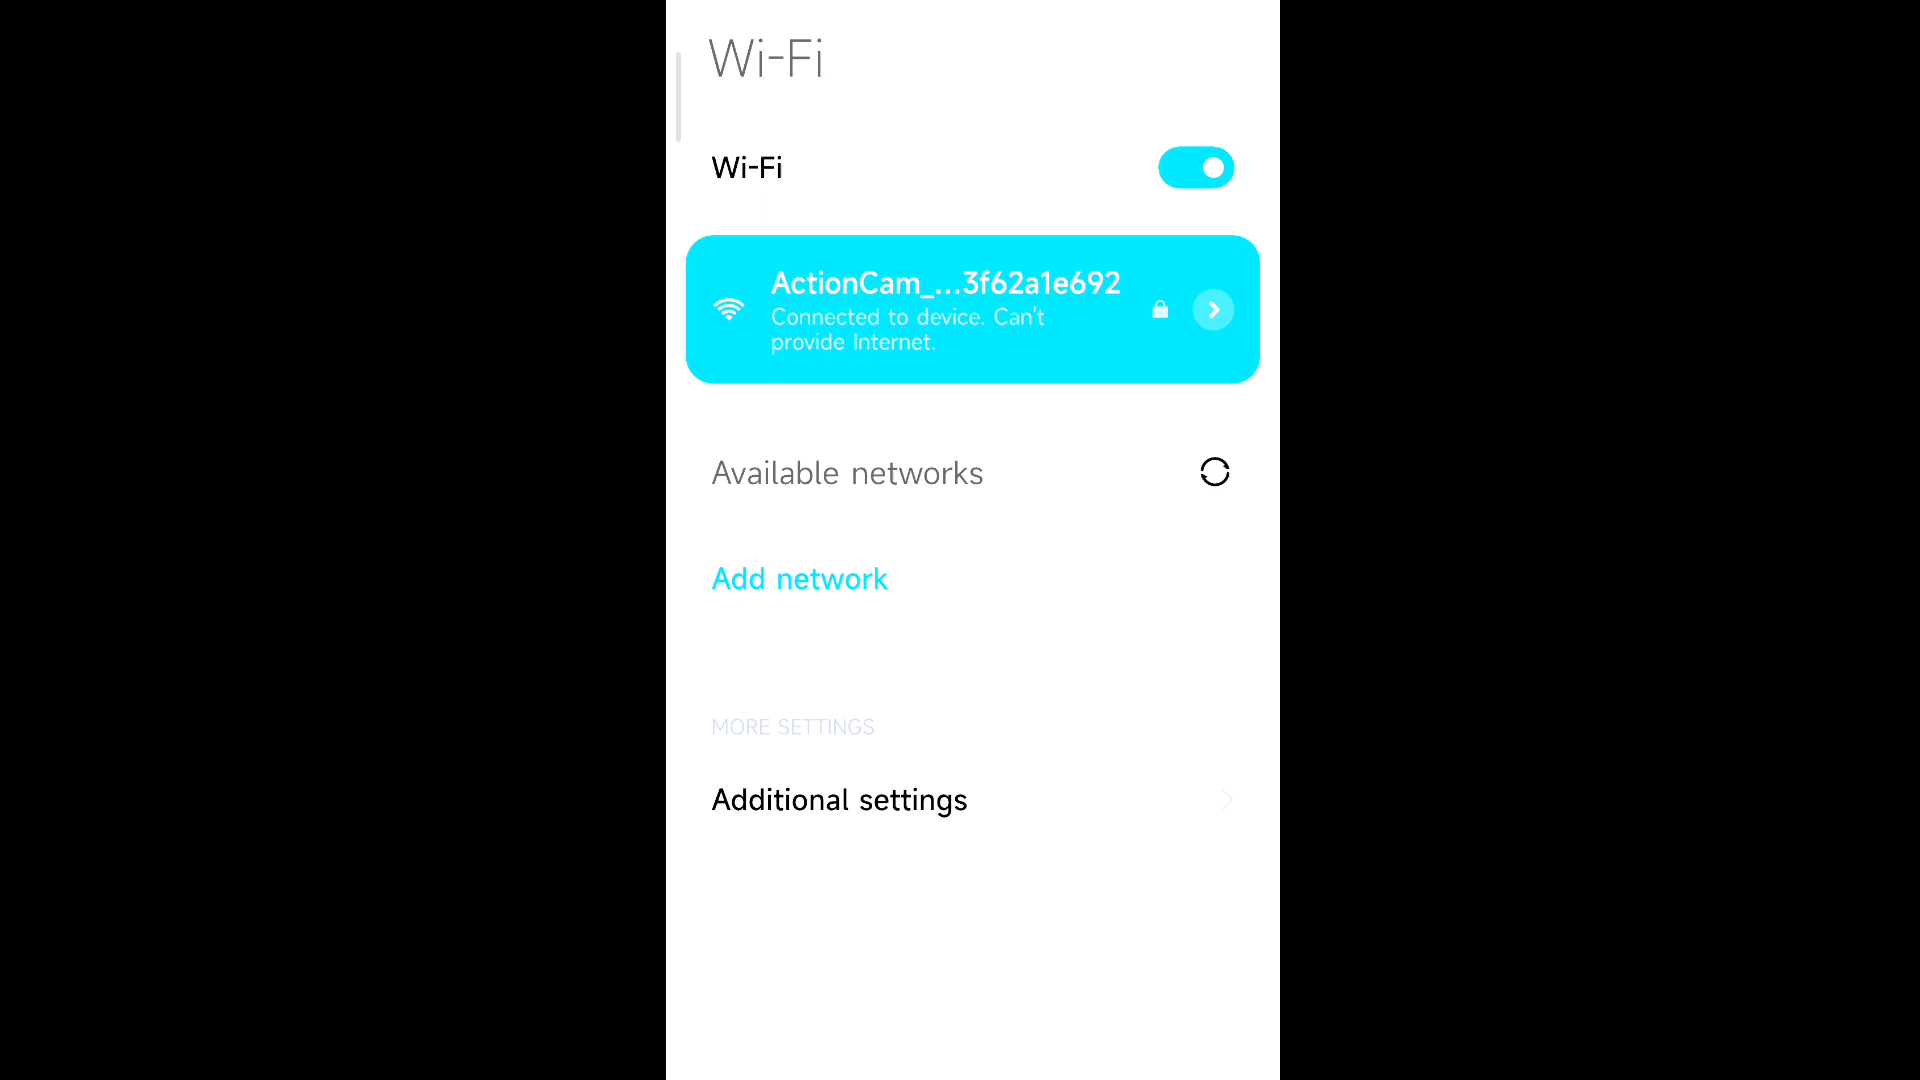 Wi-Fi
Wi-Fi
ActionCam_...3f62a1e692
Connected to device. Can't
provide Internet.
Available networks
Add network
MORE SETTINGS
Additional settings